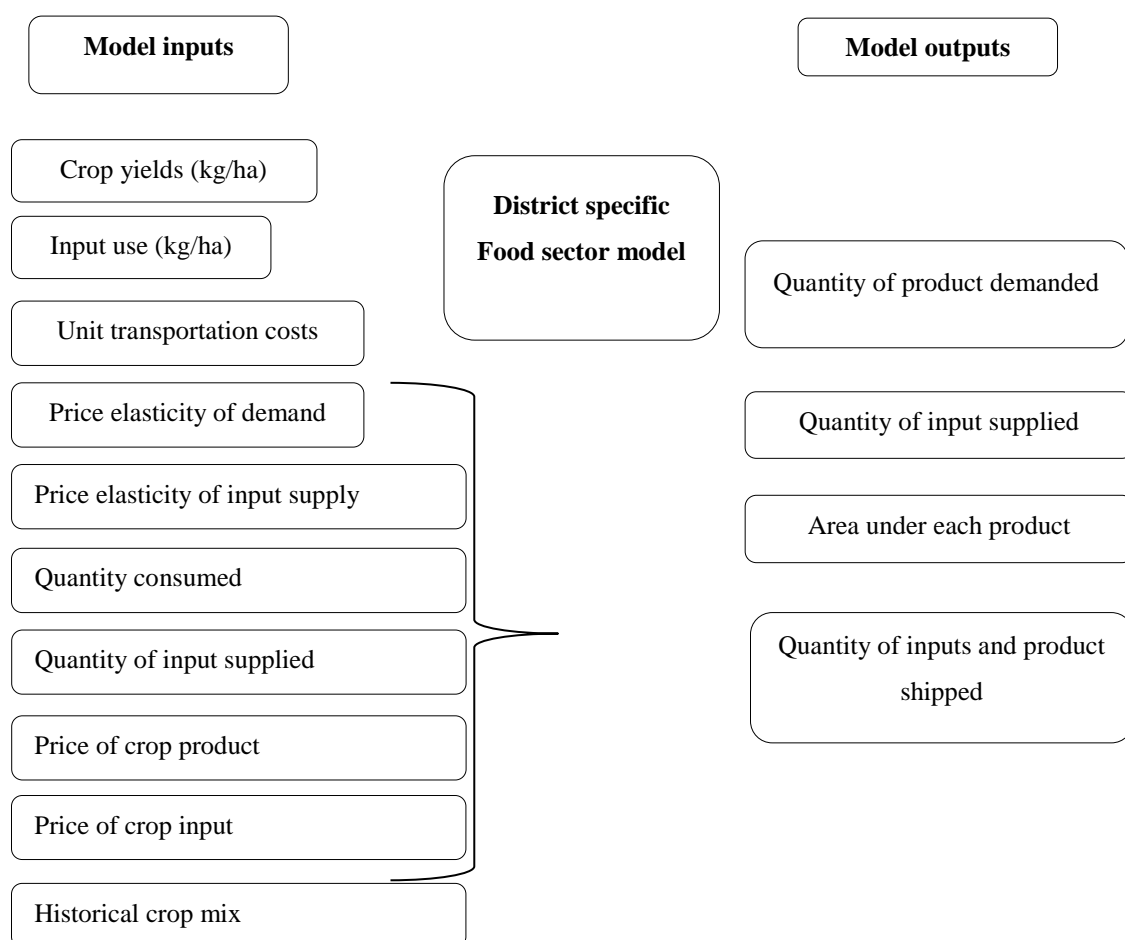 Model inputs
Model outputs
Crop yields (kg/ha)
Input use (kg/ha)
Unit transportation costs
Price elasticity of demand
Price elasticity of input supply
Quantity consumed
Quantity of input supplied
Price of crop product
Price of crop input
Historical crop mix
District specific
Food sector model
Quantity of product demanded
Quantity of input supplied
Area under each product
Quantity of inputs and product
shipped